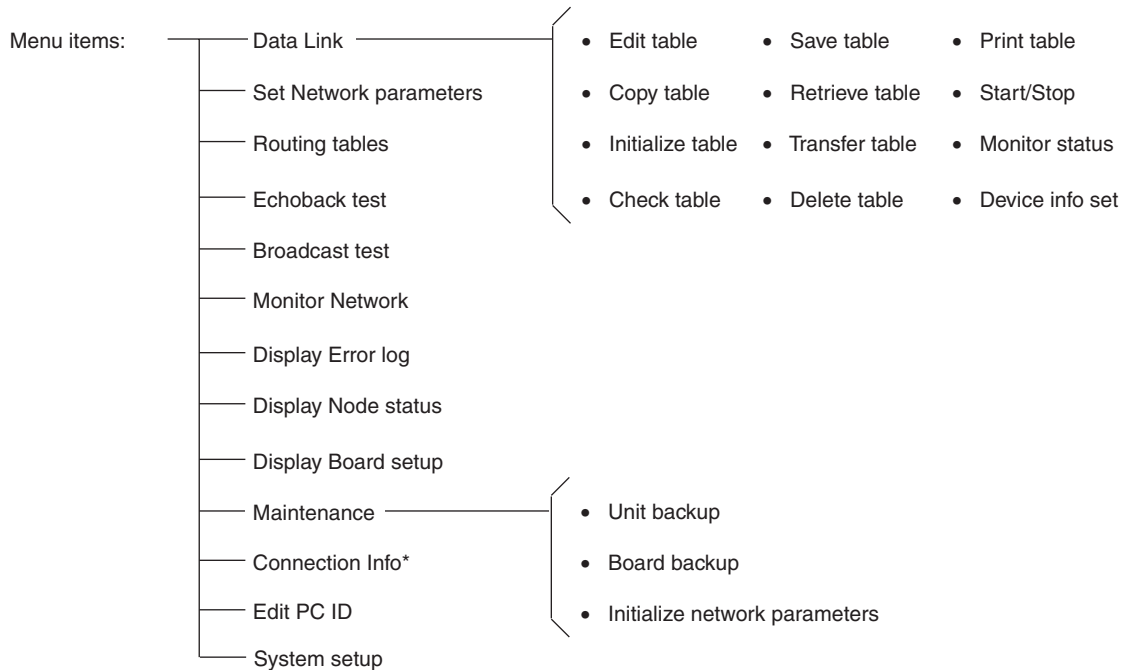 Menu items:
Data Link
• Edit table
• Save table
• Print table
Set Network parameters
• Copy table
• Retrieve table
• Start/Stop
Routing tables
• Initialize table
• Transfer table
• Monitor status
Echoback test
• Check table
• Delete table
• Device info set
Broadcast test
Monitor Network
Display Error log
Display Node status
Display Board setup
Maintenance
• Unit backup
Connection Info*
• Board backup
Edit PC ID
• Initialize network parameters
System setup